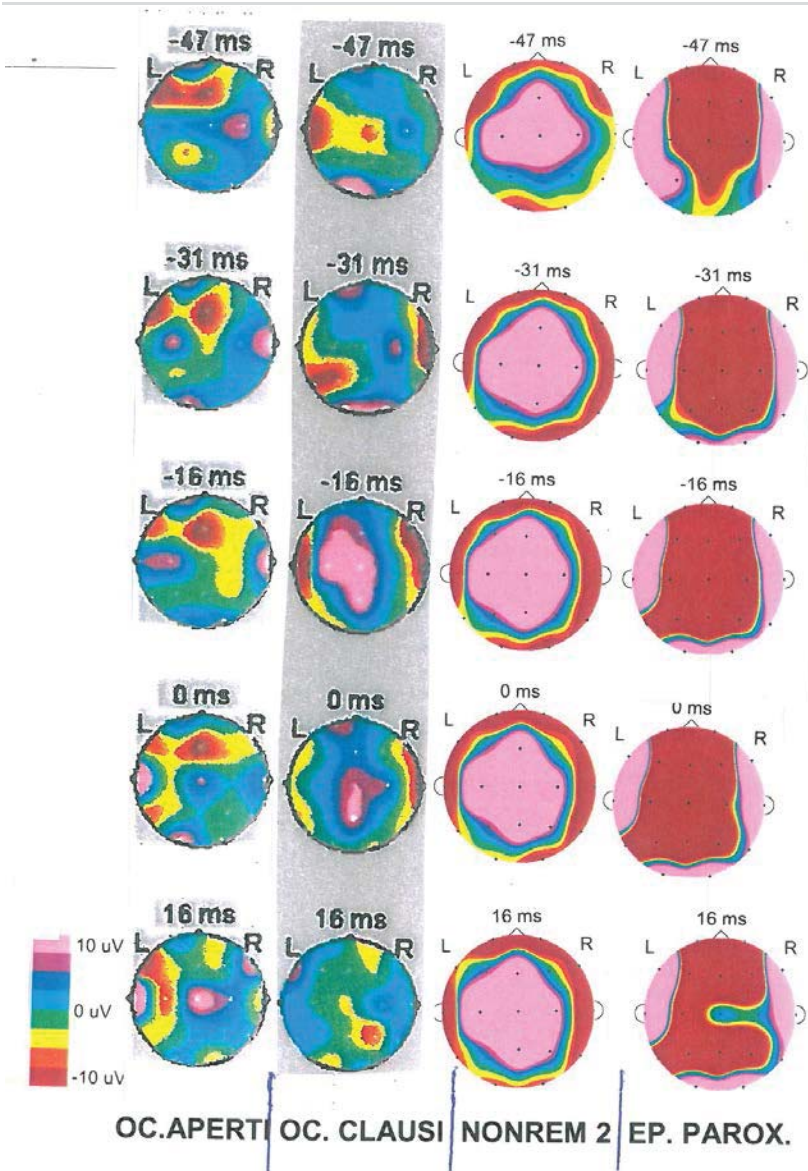 -47 ms -47 ms -47 ms -47 ms
L R L R L R L R
-31 ms -31 ms -31 ms -31 ms
L R L R L R L R
-16 ms -16 ms -16 ms -16 ms
L R L R L R L R
0 ms 0 ms 0 ms 0 ms
L R L R L R L R
16 ms 16 ms 16 ms 16 ms
L R L R L R L R
10 uV
0 uV
-10 uV
OC.APERTI OC. CLAUSI NONREM 2 EP. PAROX.